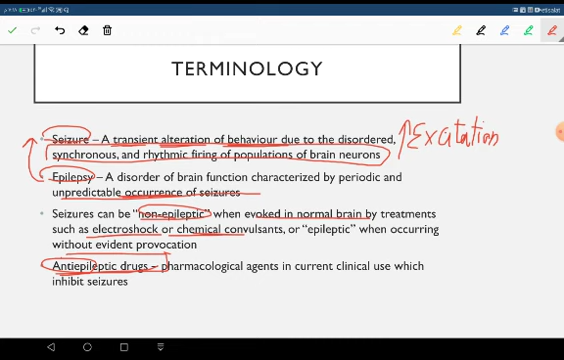 etisalat
TERMINOLOGY
Seizure – A transient alteration of behaviour due to the disordered,
synchronous, and rhythmic firing of populations of brain neurons
↑Excitation
Epilepsy – A disorder of brain function characterized by periodic and
unpredictable occurrence of seizures
• Seizures can be "non-epileptic" when evoked in normal brain by treatments
such as electroshock or chemical convulsants, or "epileptic" when occurring
without evident provocation
Antiepileptic drugs – pharmacological agents in current clinical use which
inhibit seizures